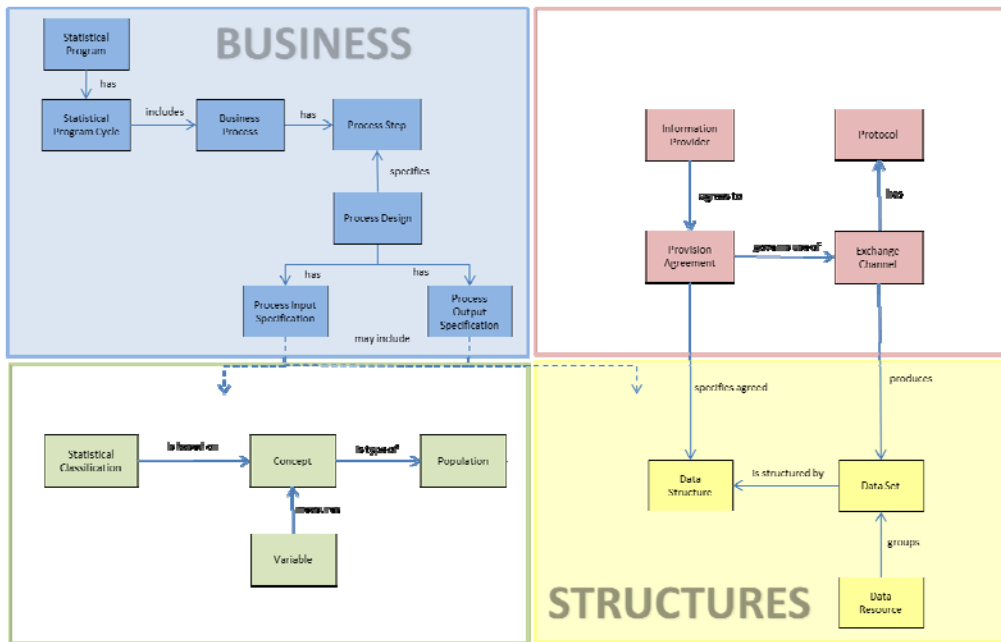 BUSINESS
Statistical
Program
has
Statistical
Program Cycle
includes
Business
Process
has
Process Step
specifies
Process Design
has
has
Process Input
Specification
Process
Output
Specification
may include
Information
Provider
Protocol
agrees to
has
Provision
Agreement
governs use of
Exchange
Channel
specifies agreed
produces
Statistical
Classification
is based on
Concept
is type of
Population
measures
Variable
Data
Structure
is structured by
Data Set
groups
Data
Resource
STRUCTURES